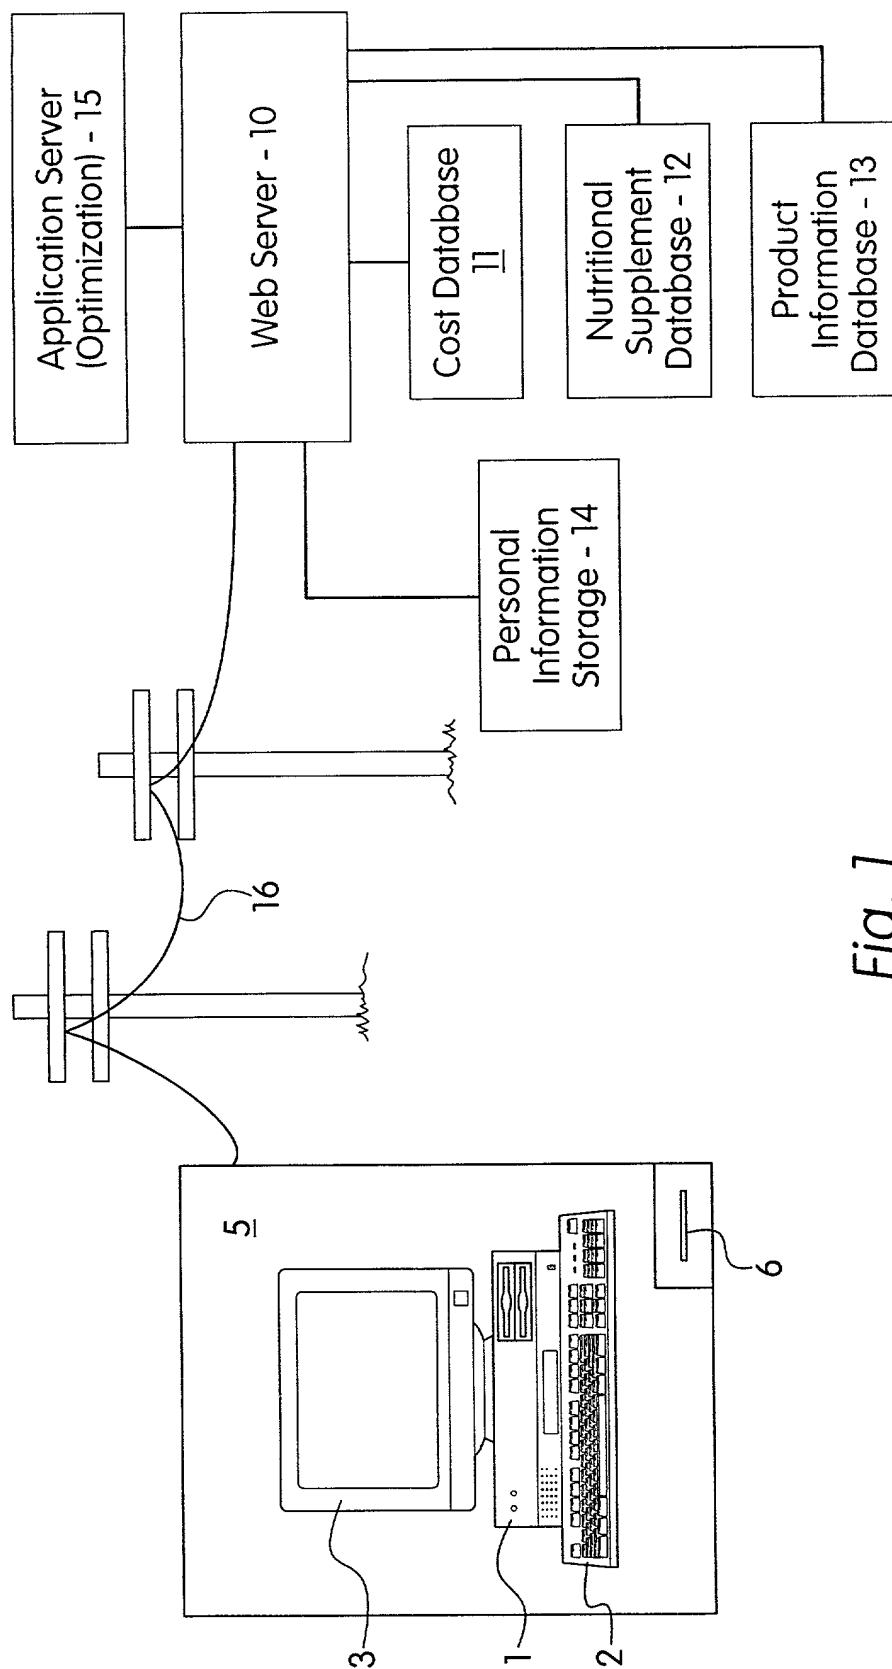 Application Server
(Optimization) - 15
Web Server - 10
Cost Database
11
Nutritional
Supplement
Database - 12
Product
Information
Database - 13
Personal
Information
Storage - 14
16
5
3
1
2
6
Fig. 1